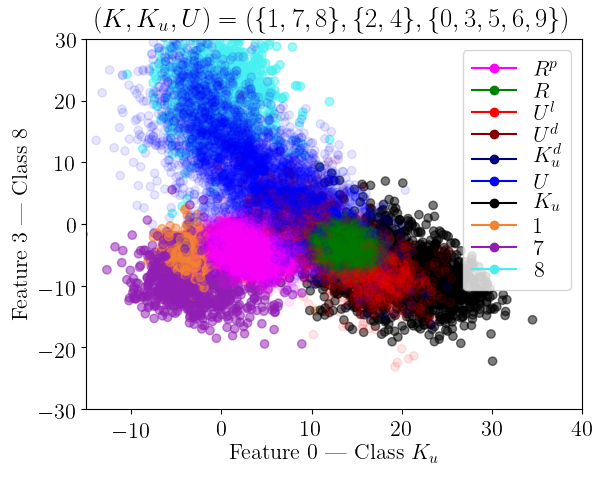 (K, K_u, U) = ({1, 7, 8}, {2, 4}, {0, 3, 5, 6, 9})
Feature 3 — Class 8
30
20
10
0
−10
−20
−30
R^p
R
U^l
U^d
K_u^d
U
K_u
1
7
8
−10 0 10 20 30 40
Feature 0 — Class K_u